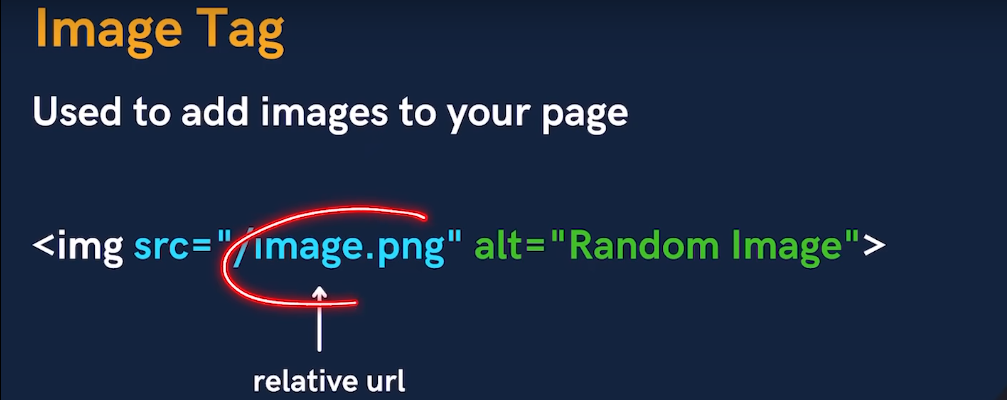 Image Tag
Used to add images to your page
<img src="/image.png" alt="Random Image">
relative url